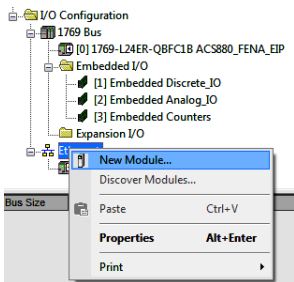 I/O Configuration
1769 Bus
[0] 1769-L24ER-QBFC1B ACS880_FENA_EIP
Embedded I/O
[1] Embedded Discrete_IO
[2] Embedded Analog_IO
[3] Embedded Counters
Expansion I/O
New Module...
Discover Modules...
Bus Size
Paste Ctrl+V
Properties Alt+Enter
Print